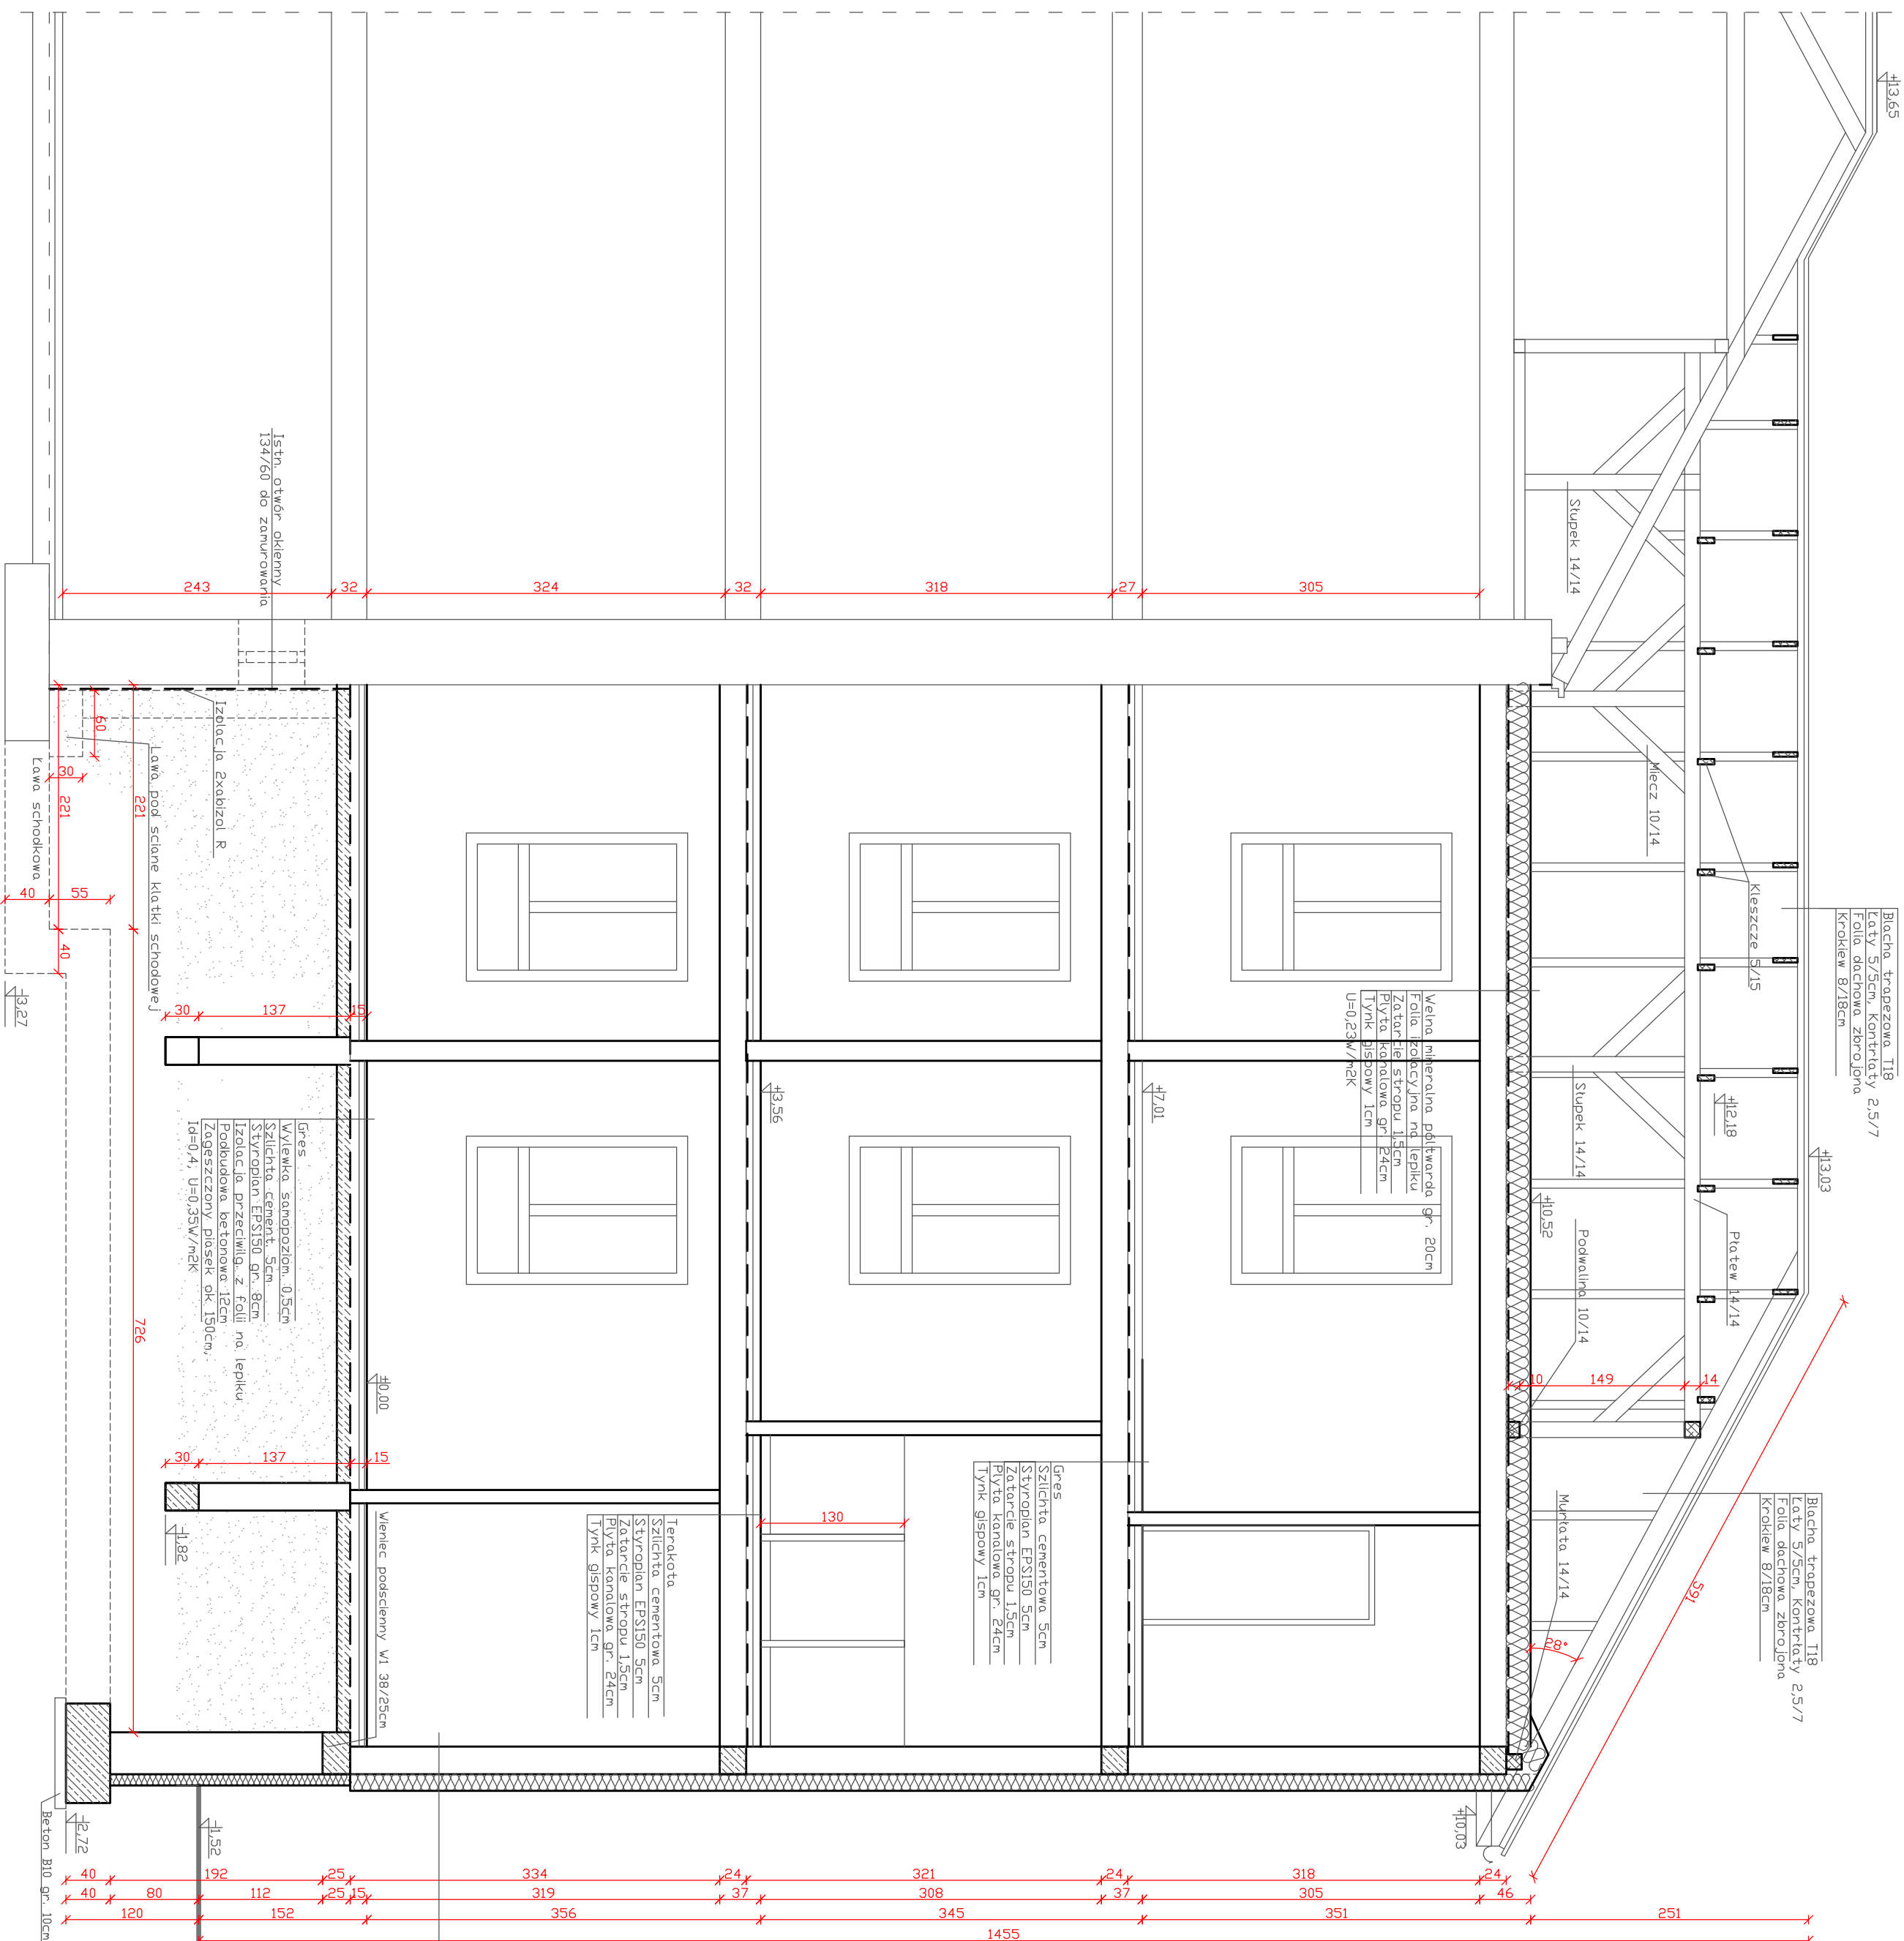 +13,65
Blacha trapezowa T18
Łaty 5/5cm, Kontrłaty 2,5/7
Folia dachowa zbrojona
Krokiew 8/18cm
+13,03
Kleszcze 5/15
+12,18
Płatew 14/14
Słupek 14/14
Miecz 10/14
Słupek 14/14
+10,52
Podwalina 10/14
10
149
14
Blacha trapezowa T18
Łaty 5/5cm, Kontrłaty 2,5/7
Folia dachowa zbrojona
Krokiew 8/18cm
591
28°
Murłata 14/14
+10,03
Wełna mineralna półtwarda gr. 20cm
Folia izolacyjna na lepiku
Zatarcie stropu 1,5cm
Płyta kanałowa gr. 24cm
Tynk gispowy 1cm
U=0,23W/m2K
+7,01
+3,56
Gres
Szlichta cementowa 5cm
Styropian EPS150 5cm
Zatarcie stropu 1,5cm
Płyta kanałowa gr. 24cm
Tynk gispowy 1cm
130
Terakota
Szlichta cementowa 5cm
Styropian EPS150 5cm
Zatarcie stropu 1,5cm
Płyta kanałowa gr. 24cm
Tynk gispowy 1cm
±0,00
Wieniec podscienny W1 38/25cm
Gres
Wylewka samopoziom. 0,5cm
Szlichta cement. 5cm
Styropian EPS150 gr. 8cm
Izolacja przeciwilg. z folii na lepiku
Podbudowa betonowa 12cm
Zagęszczony piasek ok 150cm,
Id=0,4; U=0,35W/m2K
Istn. otwór okienny
134/60 do zamurowania
Izolacja 2xabizol R
Ława pod ścianę klatki schodowej
Ława schodkowa
243
32
324
32
318
27
305
60
30
221
221
726
40
55
40
30
137
15
30
137
15
-1,82
-3,27
-1,52
-2,72
Beton B10 gr. 10cm
40
192
25
334
24
321
24
318
24
40
80
112
25
15
319
37
308
37
305
46
120
152
356
345
351
251
1455